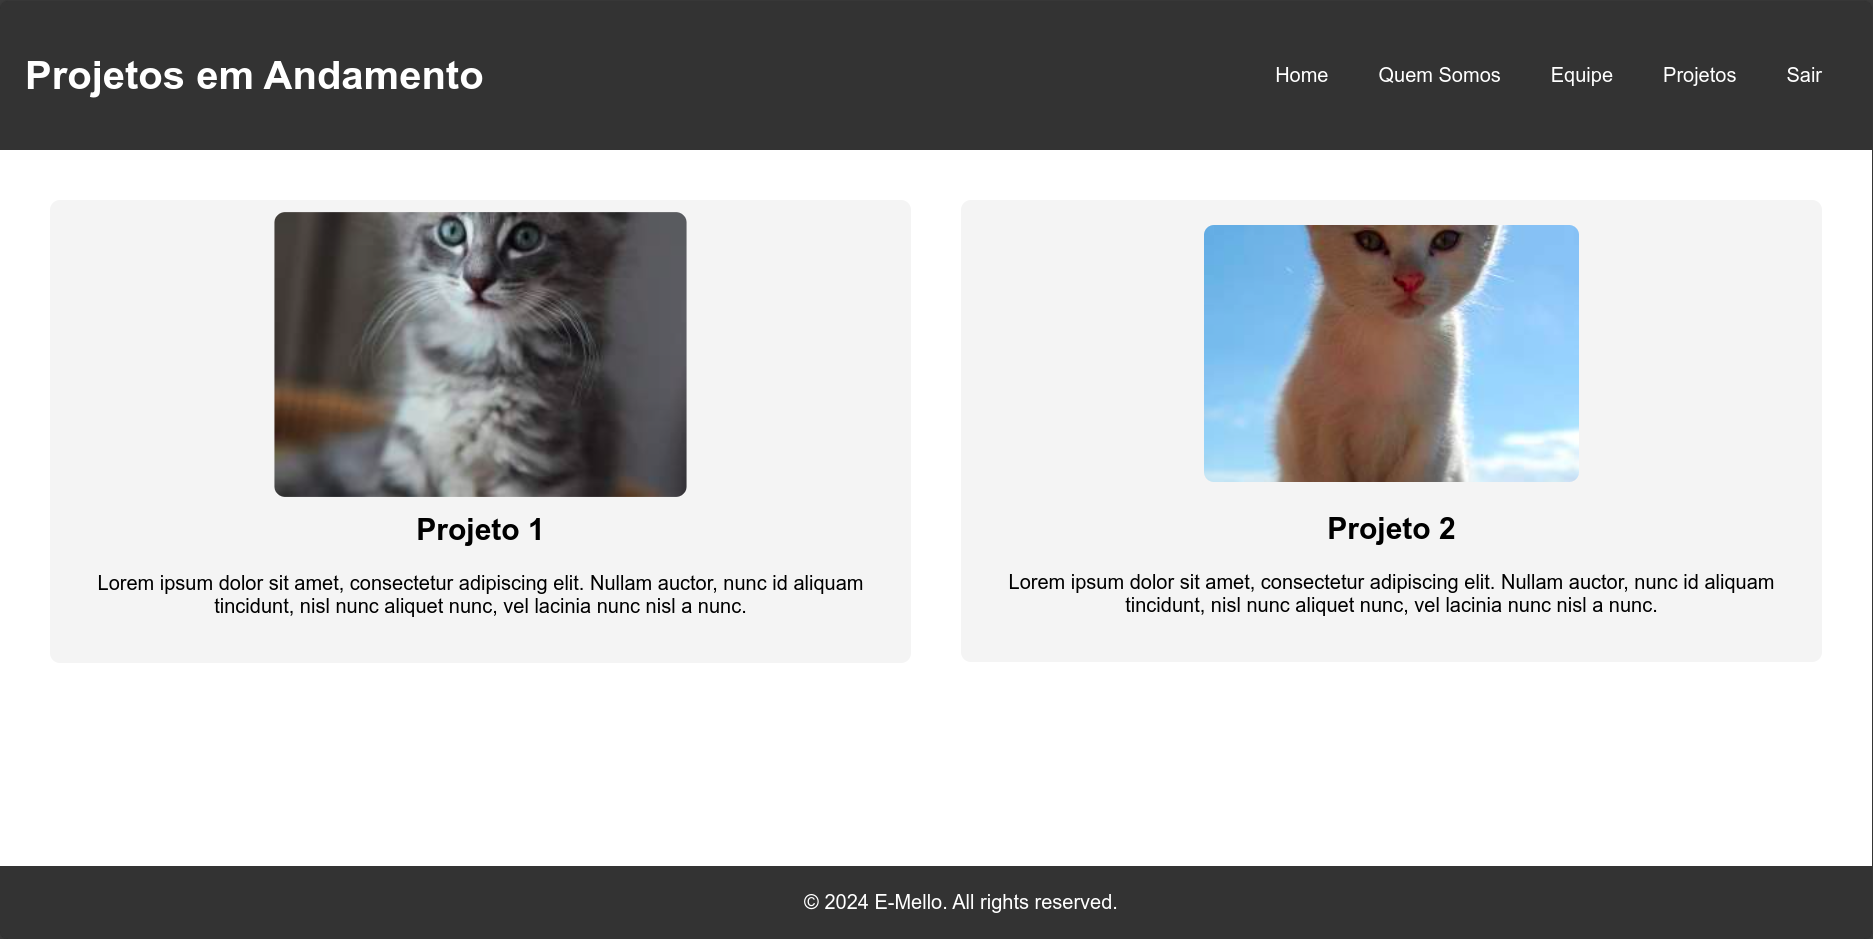 Projetos em Andamento
Home
Quem Somos
Equipe
Projetos
Sair
Projeto 1
Lorem ipsum dolor sit amet, consectetur adipiscing elit. Nullam auctor, nunc id aliquam
tincidunt, nisl nunc aliquet nunc, vel lacinia nunc nisl a nunc.
Projeto 2
Lorem ipsum dolor sit amet, consectetur adipiscing elit. Nullam auctor, nunc id aliquam
tincidunt, nisl nunc aliquet nunc, vel lacinia nunc nisl a nunc.
© 2024 E-Mello. All rights reserved.